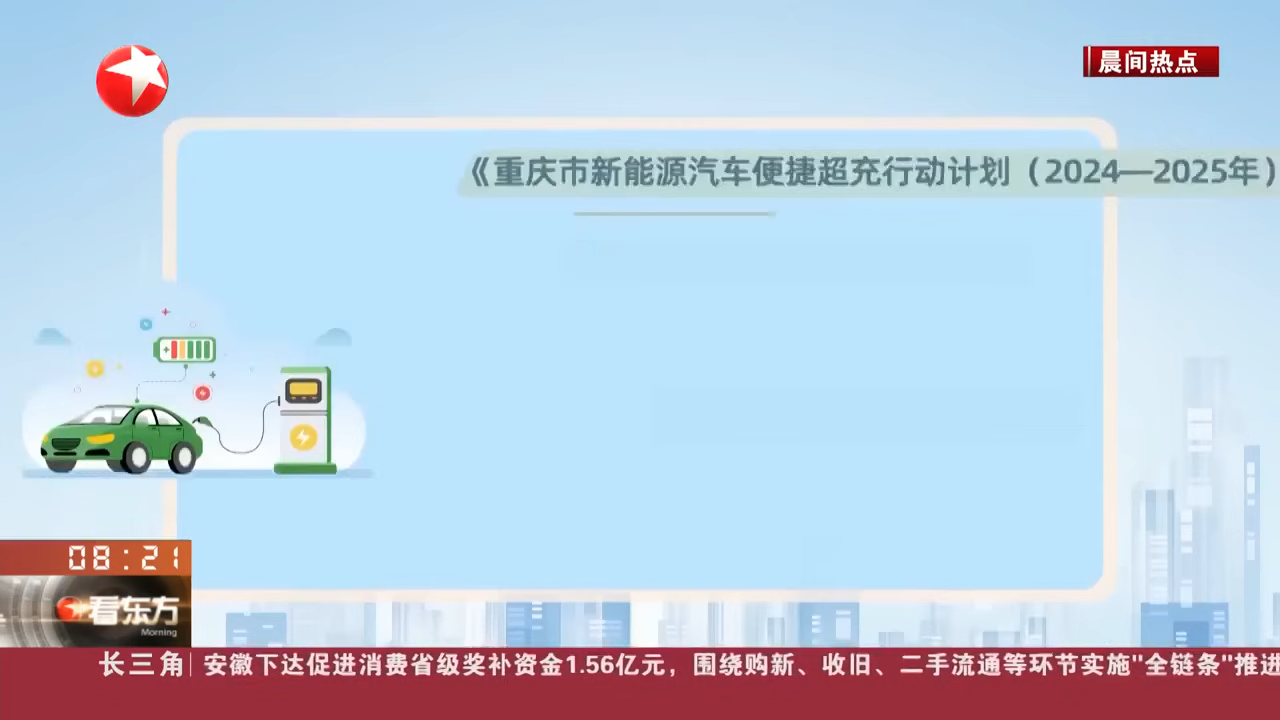 晨间热点
《重庆市新能源汽车便捷超充行动计划（2024—2025年）
08:21
看东方
Morning
长三角 安徽下达促进消费省级奖补资金1.56亿元，围绕购新、收旧、二手流通等环节实施"全链条"推进